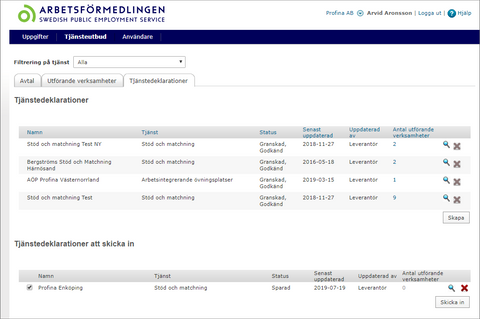 ARBETSFÖRMEDLINGEN
SWEDISH PUBLIC EMPLOYMENT SERVICE
Profina AB Arvid Aronsson | Logga ut | ? Hjälp
Uppgifter Tjänsteutbud Användare
Filtrering på tjänst Alla
Avtal Utförande verksamheter Tjänstedeklarationer
Tjänstedeklarationer
Namn Tjänst Status Senast uppdaterad Uppdaterad av Antal utförande verksamheter
Stöd och matchning Test NY Stöd och matchning Granskad, Godkänd 2018-11-27 Leverantör 2
Bergströms Stöd och Matchning Härnösand Stöd och matchning Granskad, Godkänd 2016-05-18 Leverantör 2
AÖP Profina Västernorrland Arbetsintegrerande övningsplatser Granskad, Godkänd 2019-03-15 Leverantör 1
Stöd och matchning Test Stöd och matchning Granskad, Godkänd 2018-11-27 Leverantör 9
Skapa
Tjänstedeklarationer att skicka in
Namn Tjänst Status Senast uppdaterad Uppdaterad av Antal utförande verksamheter
Profina Enköping Stöd och matchning Sparad 2019-07-19 Leverantör 0
Skicka in